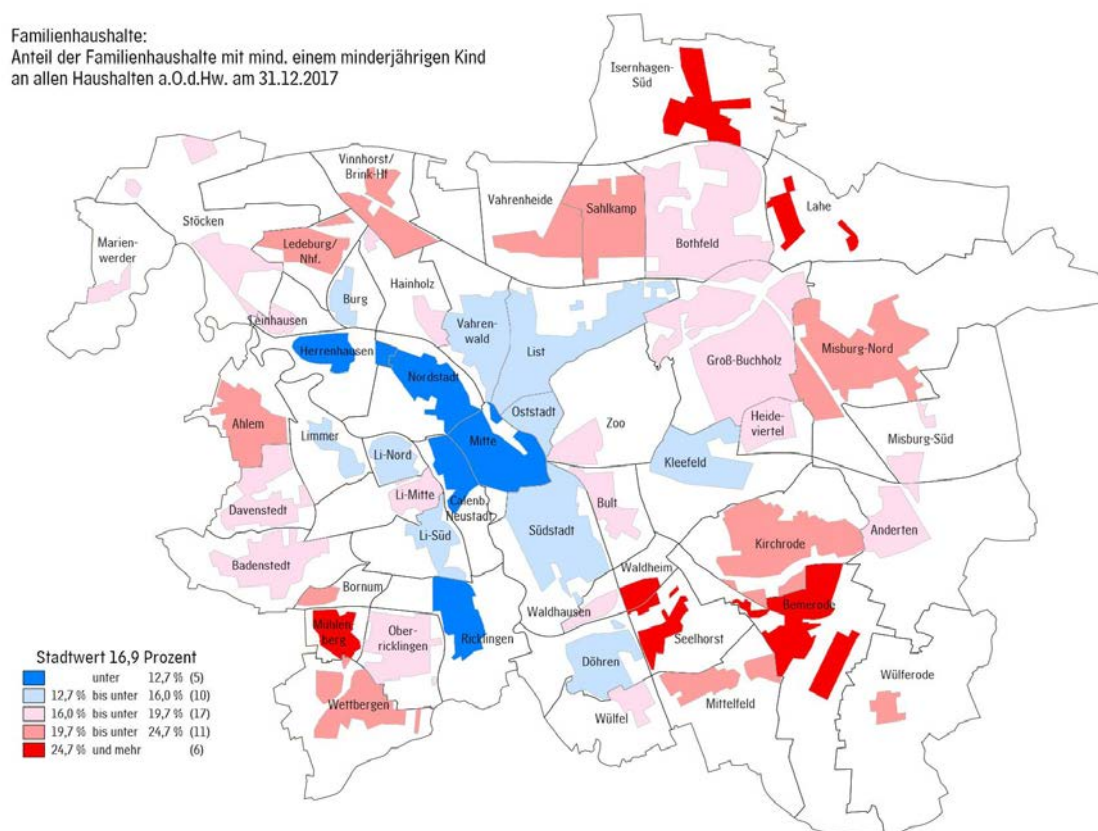 Familienhaushalte:
Anteil der Familienhaushalte mit mind. einem minderjährigen Kind
an allen Haushalten a.O.d.Hw. am 31.12.2017
Isernhagen-
Süd
Vinnhorst/
Brink-Hf
Vahrenheide
Sahlkamp
Lahe
Stöcken
Bothfeld
Marien-
werder
Ledeburg/
Nhf.
Hainholz
Burg
Leinhausen
Vahren-
wald
List
Misburg-Nord
Herrenhausen
Groß-Buchholz
Nordstadt
Oststadt
Heide-
viertel
Ahlem
Limmer
Zoo
Misburg-Süd
Mitte
Li-Nord
Kleefeld
Li-Mitte
Calenb.
Neustadt
Bult
Davenstedt
Südstadt
Anderten
Li-Süd
Kirchrode
Badenstedt
Waldheim
Bornum
Waldhausen
Bemerode
Mühlen-
berg
Ober-
ricklingen
Ricklingen
Seelhorst
Döhren
Wülferode
Wettbergen
Mittelfeld
Wülfel
Stadtwert 16,9 Prozent
unter 12,7 % (5)
12,7 % bis unter 16,0 % (10)
16,0 % bis unter 19,7 % (17)
19,7 % bis unter 24,7 % (11)
24,7 % und mehr (6)